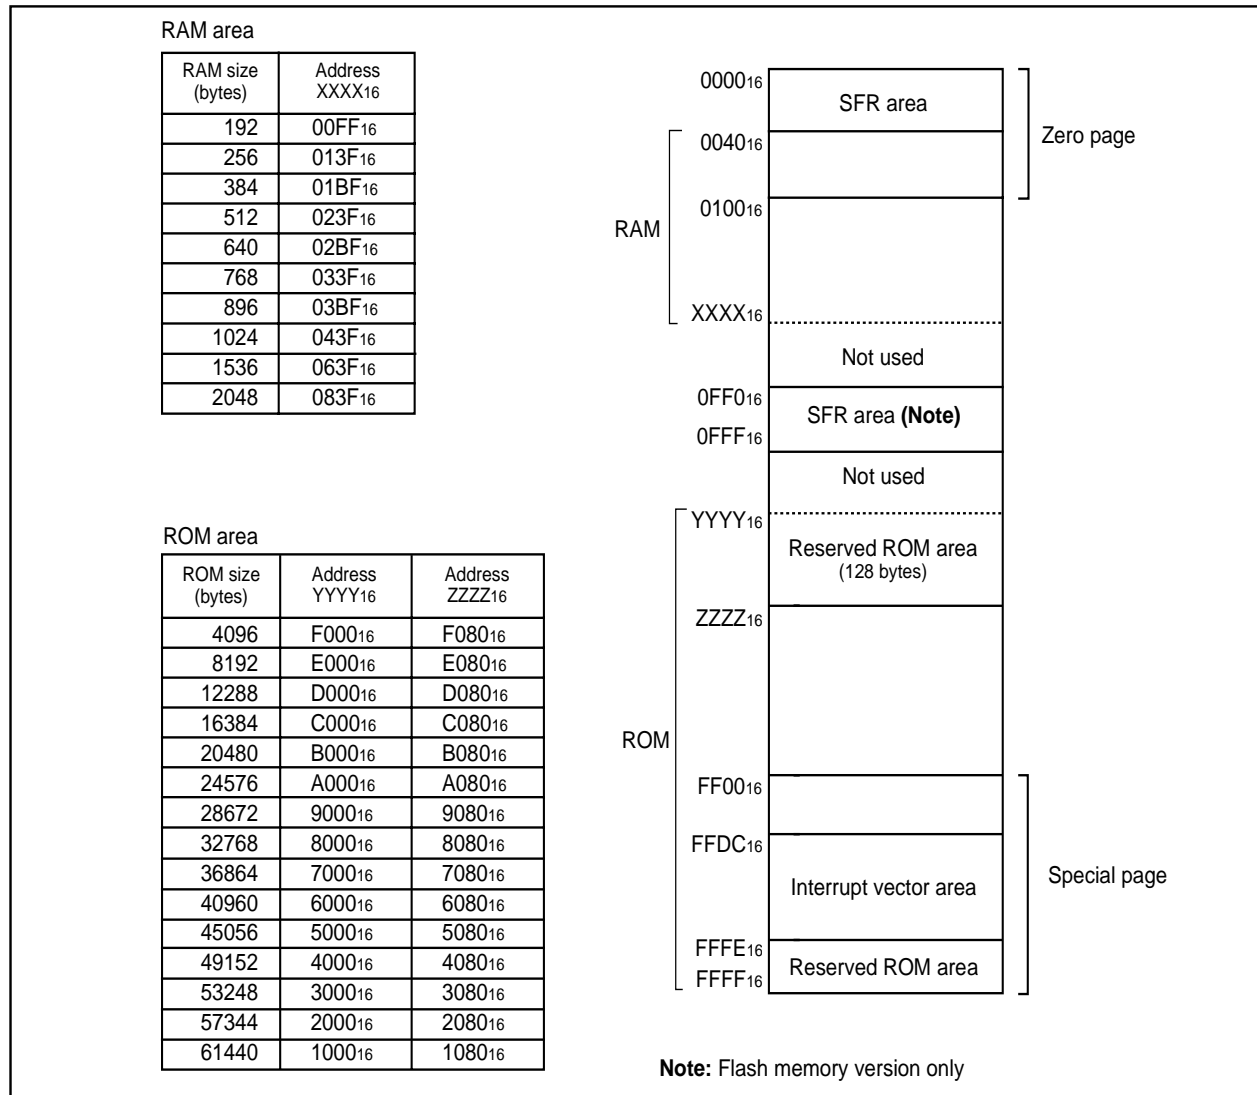 RAM area
RAM size
(bytes)
Address
XXXX16
192 00FF16
256 013F16
384 01BF16
512 023F16
640 02BF16
768 033F16
896 03BF16
1024 043F16
1536 063F16
2048 083F16
ROM area
ROM size
(bytes)
Address
YYYY16
Address
ZZZZ16
4096 F00016 F08016
8192 E00016 E08016
12288 D00016 D08016
16384 C00016 C08016
20480 B00016 B08016
24576 A00016 A08016
28672 900016 908016
32768 800016 808016
36864 700016 708016
40960 600016 608016
45056 500016 508016
49152 400016 408016
53248 300016 308016
57344 200016 208016
61440 100016 108016
000016
SFR area
Zero page
004016
010016
RAM
XXXX16
Not used
0FF016
SFR area (Note)
0FFF16
Not used
YYYY16
Reserved ROM area
(128 bytes)
ZZZZ16
ROM
FF0016
FFDC16
Interrupt vector area
Special page
FFFE16
Reserved ROM area
FFFF16
Note: Flash memory version only